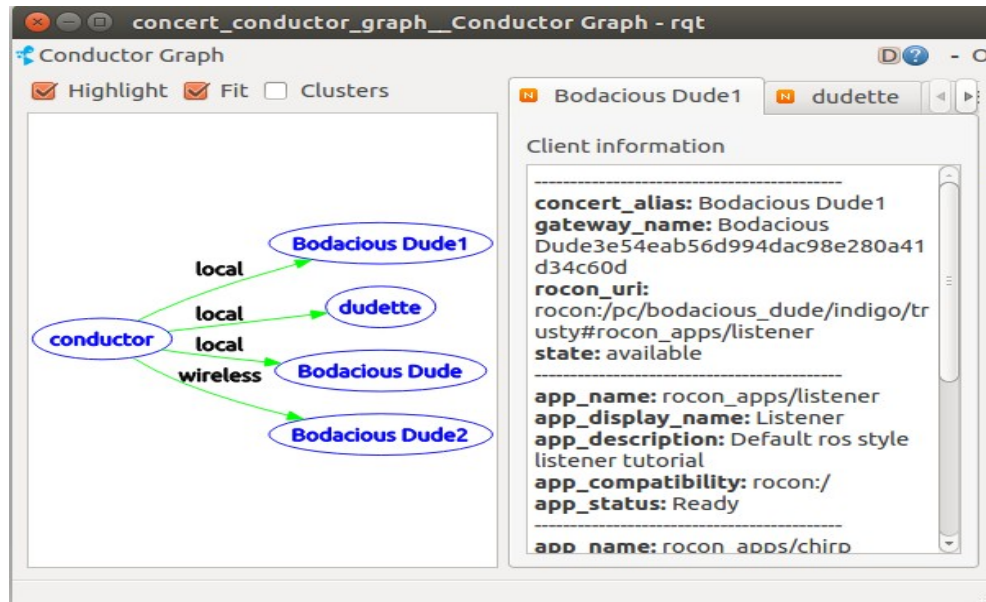 concert_conductor_graph__Conductor Graph - rqt
Conductor Graph
D ? - O
Highlight Fit Clusters
Bodacious Dude1
local
local dudette
conductor local
wireless Bodacious Dude
Bodacious Dude2
N Bodacious Dude1 N dudette
Client information
-------------------------------------------
concert_alias: Bodacious Dude1
gateway_name: Bodacious
Dude3e54eab56d994dac98e280a41
d34c60d
rocon_uri:
rocon:/pc/bodacious_dude/indigo/tr
usty#rocon_apps/listener
state: available
-------------------------------------------
app_name: rocon_apps/listener
app_display_name: Listener
app_description: Default ros style
listener tutorial
app_compatibility: rocon:/
app_status: Ready
-------------------------------------------
app_name: rocon_apps/chirp